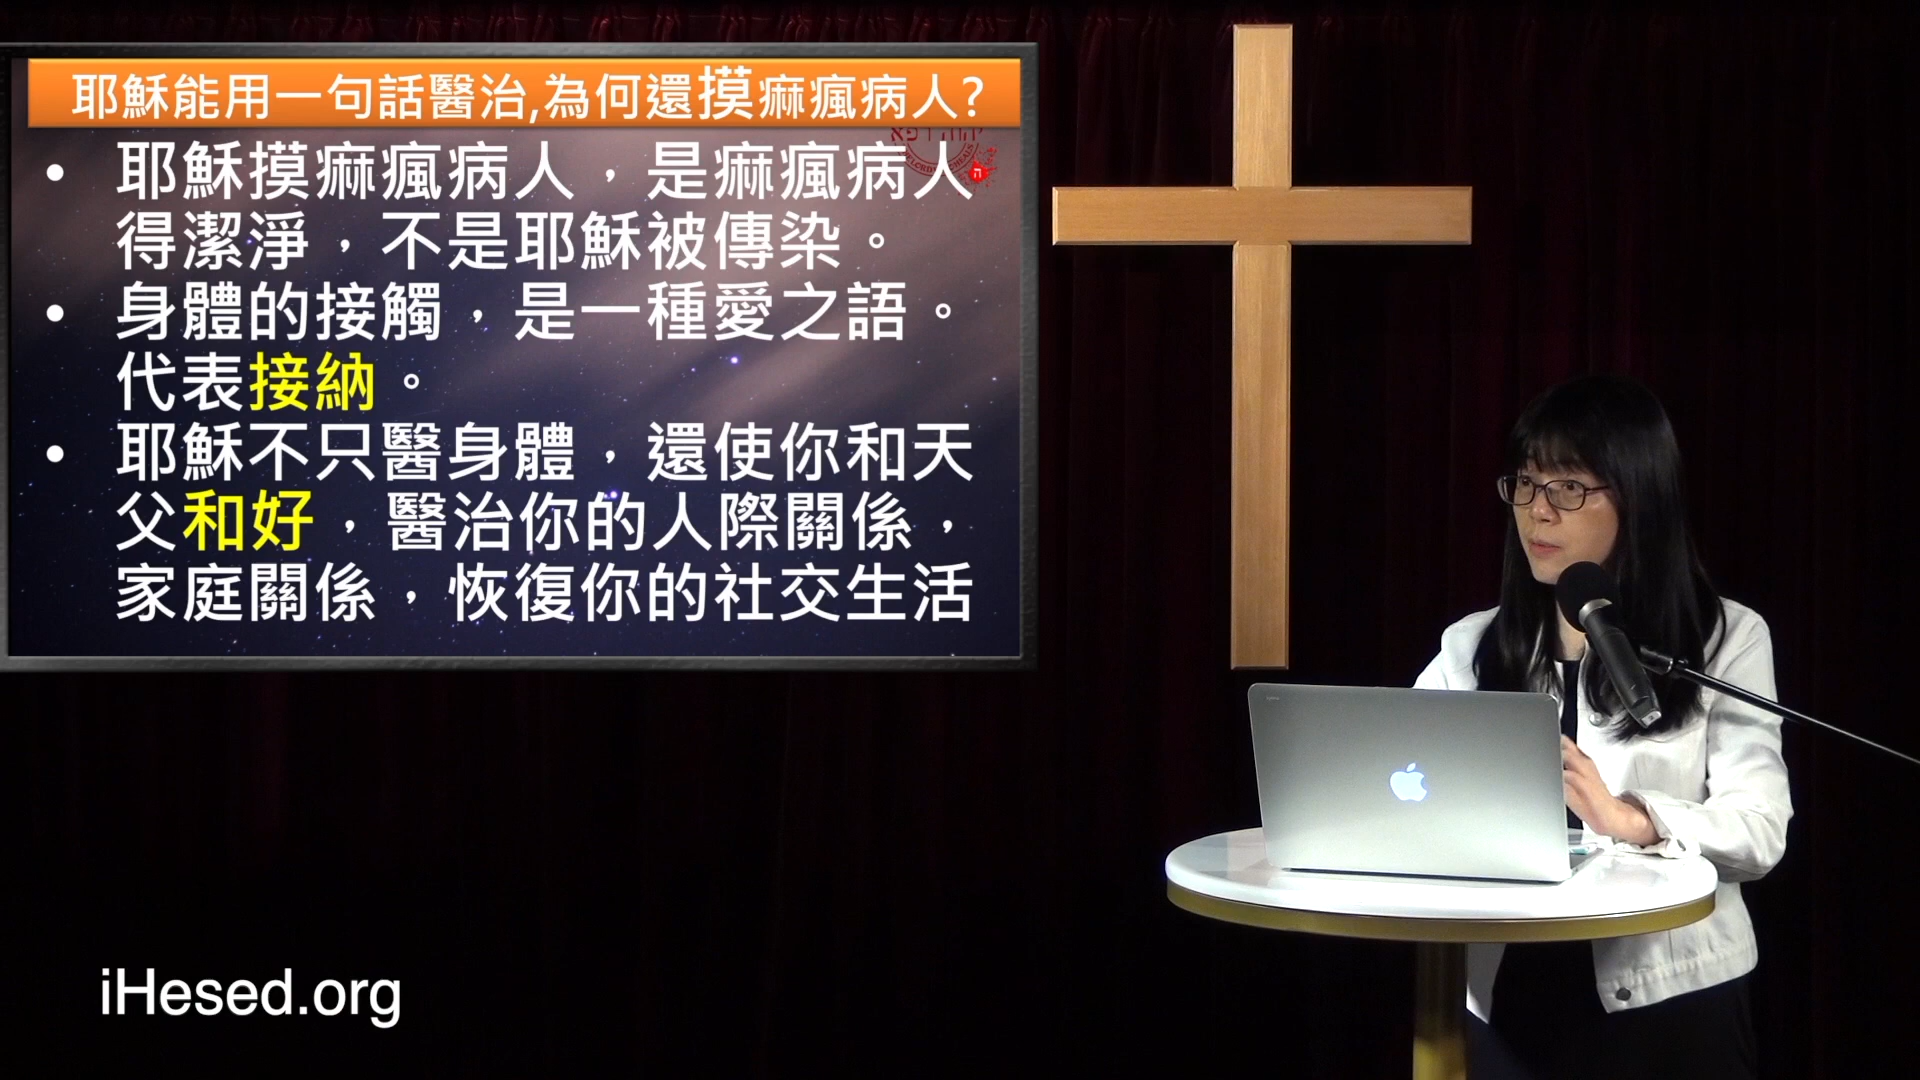 耶穌能用一句話醫治,為何還摸痲瘋病人?
• 耶穌摸痲瘋病人，是痲瘋病人
得潔淨，不是耶穌被傳染。
• 身體的接觸，是一種愛之語。
代表接納。
• 耶穌不只醫身體，還使你和天
父和好，醫治你的人際關係，
家庭關係，恢復你的社交生活
iHesed.org